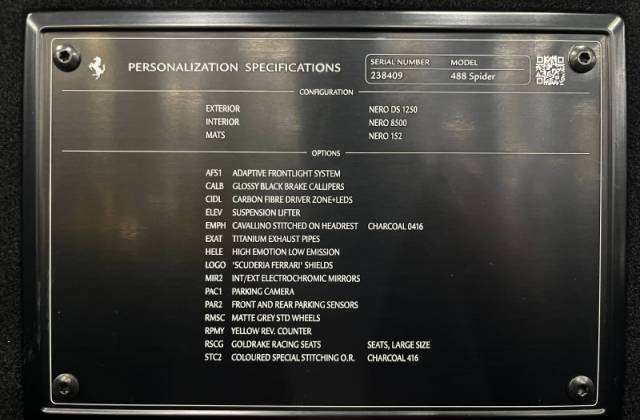 PERSONALIZATION SPECIFICATIONS
SERIAL NUMBER MODEL
238409 488 Spider
CONFIGURATION
EXTERIOR NERO DS 1250
INTERIOR NERO 8500
MATS NERO 152
OPTIONS
AFS1 ADAPTIVE FRONTLIGHT SYSTEM
CALB GLOSSY BLACK BRAKE CALLIPERS
CIDL CARBON FIBRE DRIVER ZONE+LEDS
ELEV SUSPENSION LIFTER
EMPH CAVALLINO STITCHED ON HEADREST CHARCOAL 0416
EXAT TITANIUM EXHAUST PIPES
HELE HIGH EMOTION LOW EMISSION
LOGO 'SCUDERIA FERRARI' SHIELDS
MIR2 INT/EXT ELECTROCHROMIC MIRRORS
PAC1 PARKING CAMERA
PAR2 FRONT AND REAR PARKING SENSORS
RMSC MATTE GREY STD WHEELS
RPMY YELLOW REV. COUNTER
RSCG GOLDRAKE RACING SEATS SEATS, LARGE SIZE
STC2 COLOURED SPECIAL STITCHING O.R. CHARCOAL 416